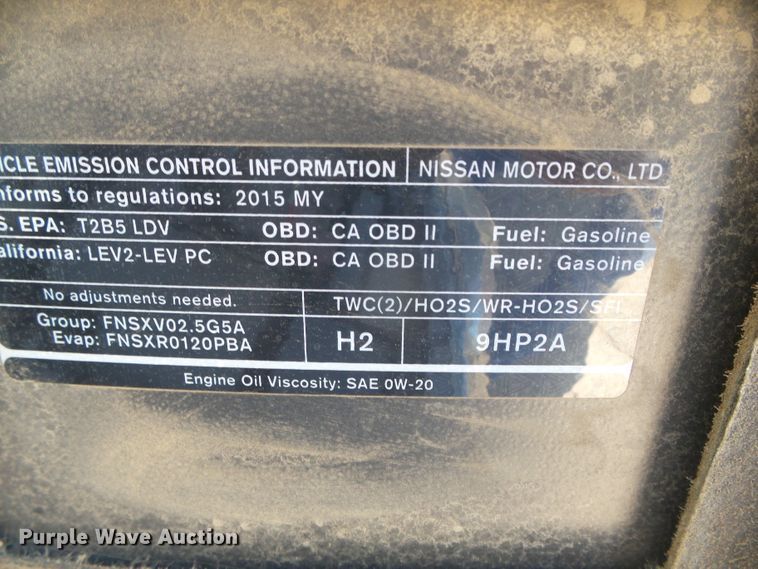 ICLE EMISSION CONTROL INFORMATION NISSAN MOTOR CO., LTD
nforms to regulations: 2015 MY
S. EPA: T2B5 LDV OBD: CA OBD II Fuel: Gasoline
alifornia: LEV2-LEV PC OBD: CA OBD II Fuel: Gasoline
No adjustments needed. TWC(2)/HO2S/WR-HO2S/SFI
Group: FNSXV02.5G5A
Evap: FNSXR0120PBA
H2 9HP2A
Engine Oil Viscosity: SAE 0W-20
Purple Wave Auction